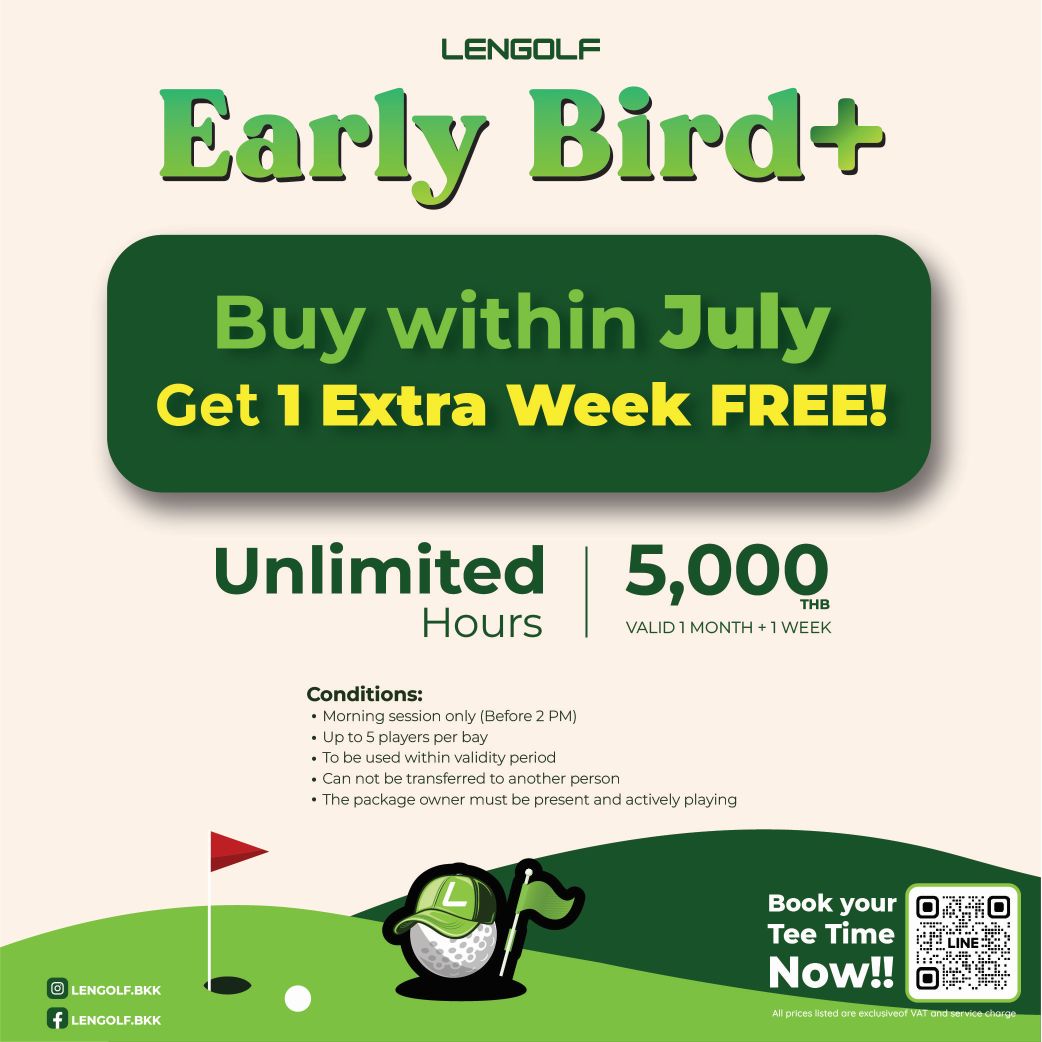 LENGOLF
Early Bird+
Buy within July
Get 1 Extra Week FREE!
Unlimited
Hours
5,000
THB
VALID 1 MONTH + 1 WEEK
Conditions:
• Morning session only (Before 2 PM)
• Up to 5 players per bay
• To be used within validity period
• Can not be transferred to another person
• The package owner must be present and actively playing
L
Book your
Tee Time
Now!!
LINE
LENGOLF.BKK
LENGOLF.BKK
All prices listed are exclusiveof VAT and service charge